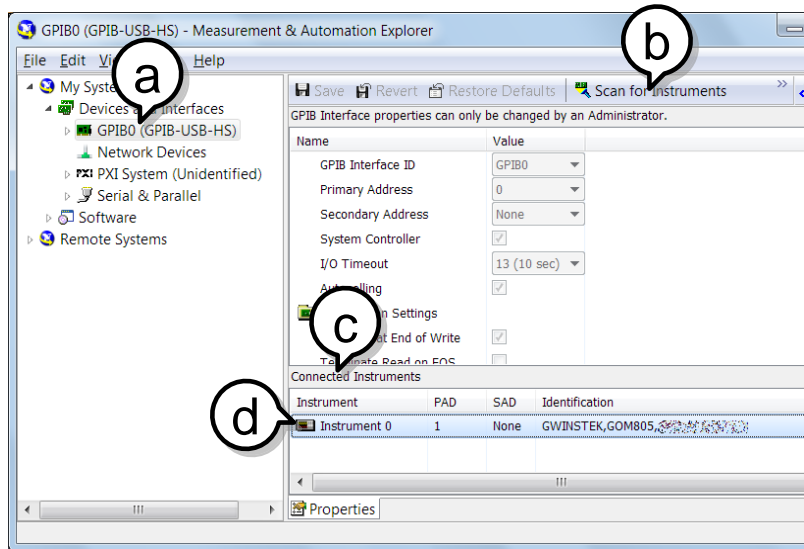 GPIB0 (GPIB-USB-HS) - Measurement & Automation Explorer
File Edit Help
a
b
My System
Devices and Interfaces
GPIB0 (GPIB-USB-HS)
Network Devices
PXI PXI System (Unidentified)
Serial & Parallel
Software
Remote Systems
Save Revert Restore Defaults Scan for Instruments »
GPIB Interface properties can only be changed by an Administrator.
Name Value
GPIB Interface ID GPIB0
Primary Address 0
Secondary Address None
System Controller
I/O Timeout 13 (10 sec)
Settings
at End of Write
Terminate Read on EOS
c
Connected Instruments
Instrument PAD SAD Identification
d
Instrument 0 1 None GWINSTEK,GOM805,
Properties